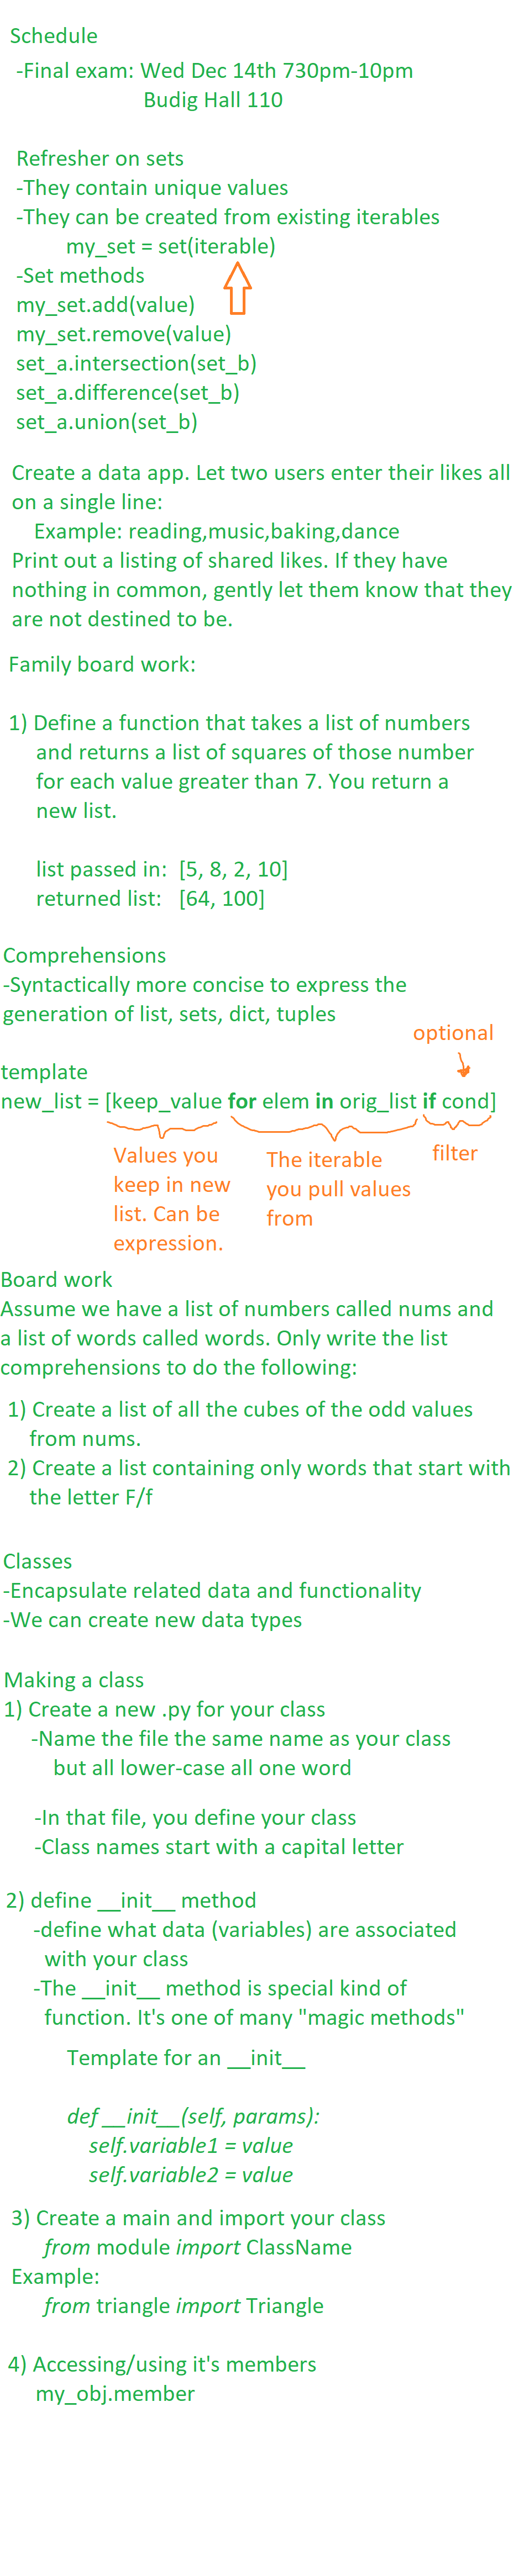 Schedule
-Final exam: Wed Dec 14th 730pm-10pm
Budig Hall 110
Refresher on sets
-They contain unique values
-They can be created from existing iterables
my_set = set(iterable)
-Set methods
my_set.add(value)
my_set.remove(value)
set_a.intersection(set_b)
set_a.difference(set_b)
set_a.union(set_b)
Create a data app. Let two users enter their likes all
on a single line:
Example: reading,music,baking,dance
Print out a listing of shared likes. If they have
nothing in common, gently let them know that they
are not destined to be.
Family board work:
1) Define a function that takes a list of numbers
and returns a list of squares of those number
for each value greater than 7. You return a
new list.
list passed in: [5, 8, 2, 10]
returned list: [64, 100]
Comprehensions
-Syntactically more concise to express the
generation of list, sets, dict, tuples
optional
template
new_list = [keep_value for elem in orig_list if cond]
Values you
keep in new
list. Can be
expression.
The iterable
you pull values
from
filter
Board work
Assume we have a list of numbers called nums and
a list of words called words. Only write the list
comprehensions to do the following:
1) Create a list of all the cubes of the odd values
from nums.
2) Create a list containing only words that start with
the letter F/f
Classes
-Encapsulate related data and functionality
-We can create new data types
Making a class
1) Create a new .py for your class
-Name the file the same name as your class
but all lower-case all one word
-In that file, you define your class
-Class names start with a capital letter
2) define __init__ method
-define what data (variables) are associated
with your class
-The __init__ method is special kind of
function. It's one of many "magic methods"
Template for an __init__
def __init__(self, params):
self.variable1 = value
self.variable2 = value
3) Create a main and import your class
from module import ClassName
Example:
from triangle import Triangle
4) Accessing/using it's members
my_obj.member